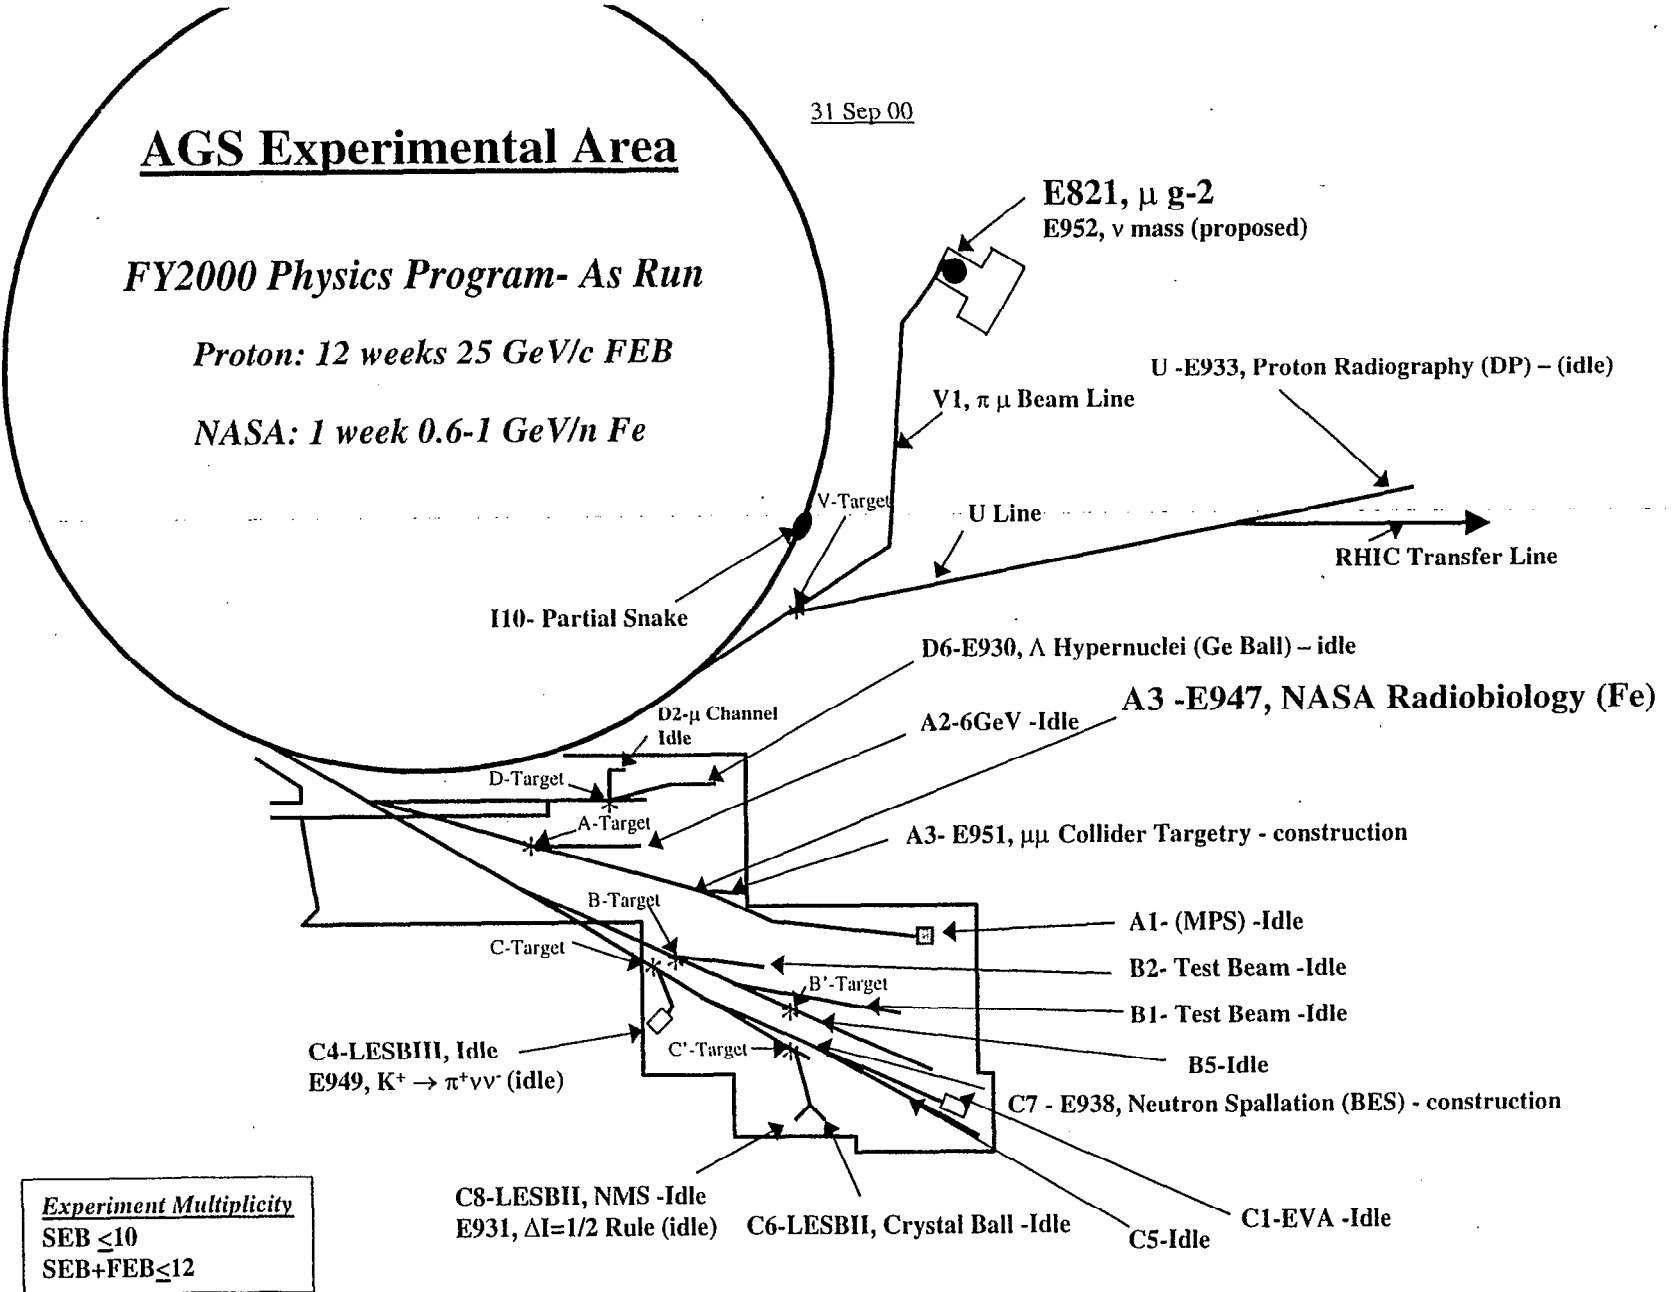 31 Sep 00
AGS Experimental Area
FY2000 Physics Program- As Run
Proton: 12 weeks 25 GeV/c FEB
NASA: 1 week 0.6-1 GeV/n Fe
E821, μ g-2
E952, ν mass (proposed)
U -E933, Proton Radiography (DP) – (idle)
V1, π μ Beam Line
V-Target
U Line
RHIC Transfer Line
I10- Partial Snake
D6-E930, Λ Hypernuclei (Ge Ball) – idle
A3 -E947, NASA Radiobiology (Fe)
D2-μ Channel
Idle
A2-6GeV -Idle
D-Target
A-Target
A3- E951, μμ Collider Targetry - construction
B-Target
A1- (MPS) -Idle
C-Target
B2- Test Beam -Idle
B'-Target
B1- Test Beam -Idle
C4-LESBIII, Idle
E949, K⁺ → π⁺νν⁻ (idle)
C'-Target
B5-Idle
C7 - E938, Neutron Spallation (BES) - construction
C8-LESBII, NMS -Idle
E931, ΔI=1/2 Rule (idle)
C6-LESBII, Crystal Ball -Idle
C5-Idle
C1-EVA -Idle
Experiment Multiplicity
SEB ≤10
SEB+FEB≤12